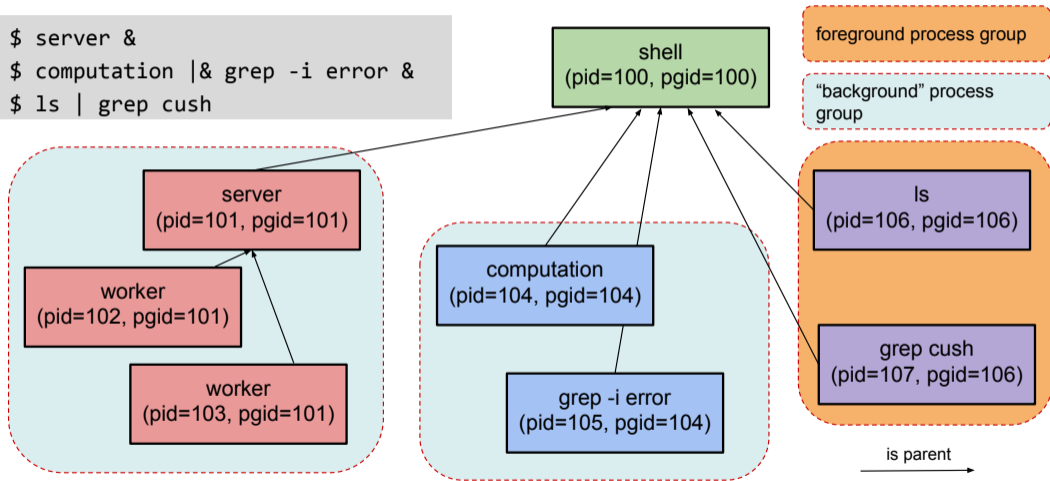 $ server &
$ computation |& grep -i error &
$ ls | grep cush
shell
(pid=100, pgid=100)
foreground process group
“background” process
group
server
(pid=101, pgid=101)
worker
(pid=102, pgid=101)
worker
(pid=103, pgid=101)
computation
(pid=104, pgid=104)
grep -i error
(pid=105, pgid=104)
ls
(pid=106, pgid=106)
grep cush
(pid=107, pgid=106)
is parent